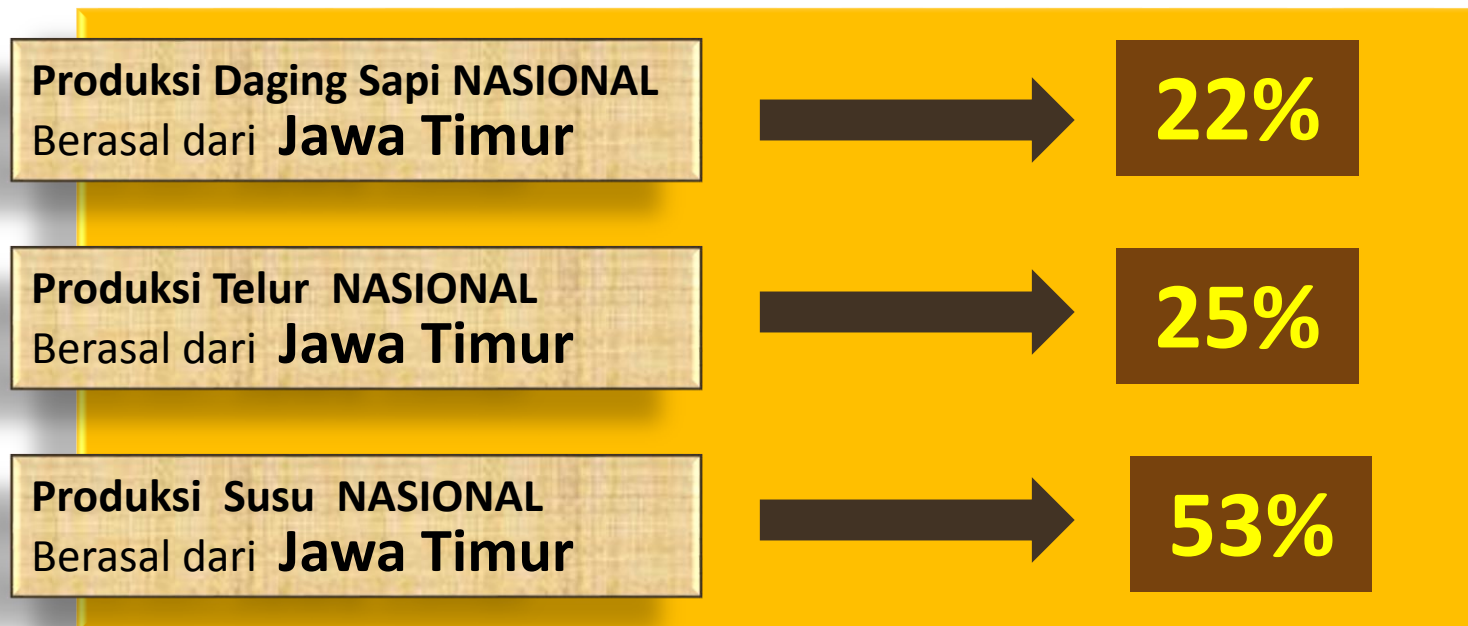 Produksi Daging Sapi NASIONAL
Berasal dari Jawa Timur
22%
Produksi Telur NASIONAL
Berasal dari Jawa Timur
25%
Produksi Susu NASIONAL
Berasal dari Jawa Timur
53%